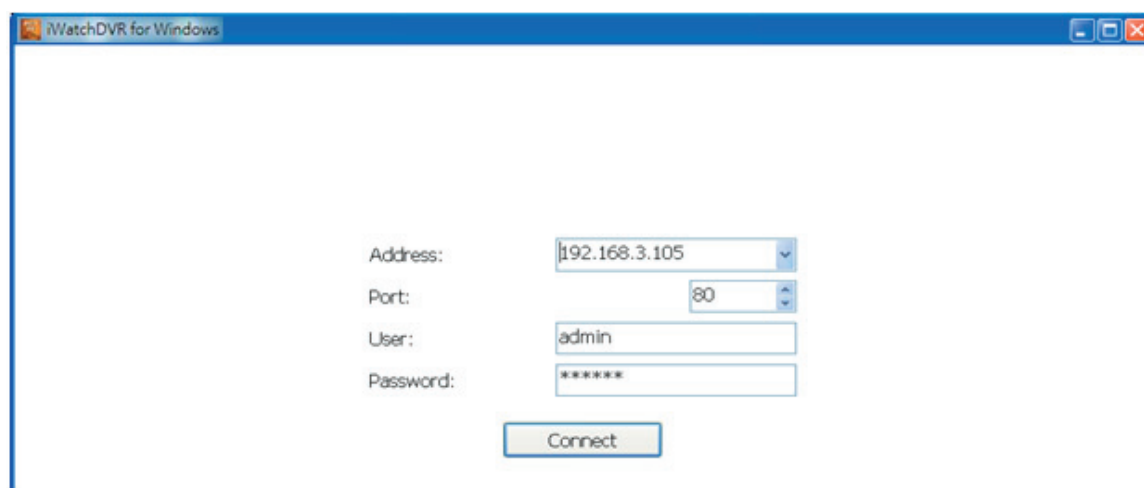 iWatchDVR for Windows
Address: 192.168.3.105
Port: 80
User: admin
Password: ******
Connect